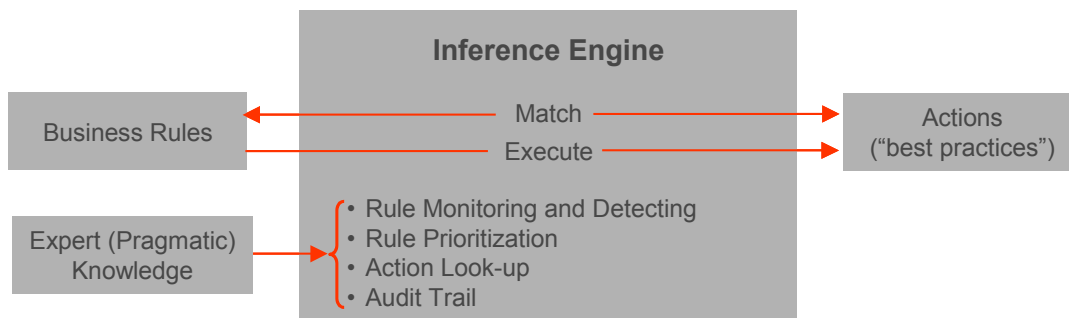 Inference Engine
Business Rules
Match
Execute
Actions
(“best practices”)
Expert (Pragmatic)
Knowledge
• Rule Monitoring and Detecting
• Rule Prioritization
• Action Look-up
• Audit Trail